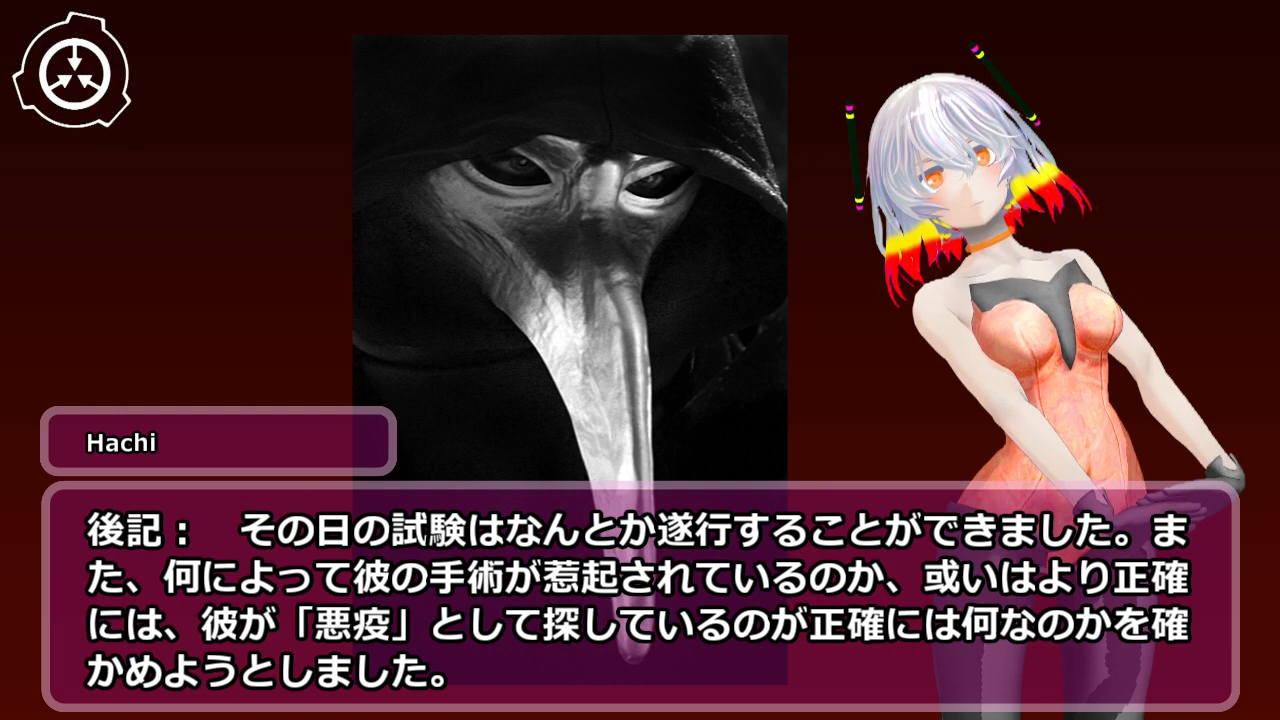 Hachi
後記：　その日の試験はなんとか遂行することができました。ま
た、何によって彼の手術が惹起されているのか、或いはより正確
には、彼が「悪疫」として探しているのが正確には何なのかを確
かめようとしました。